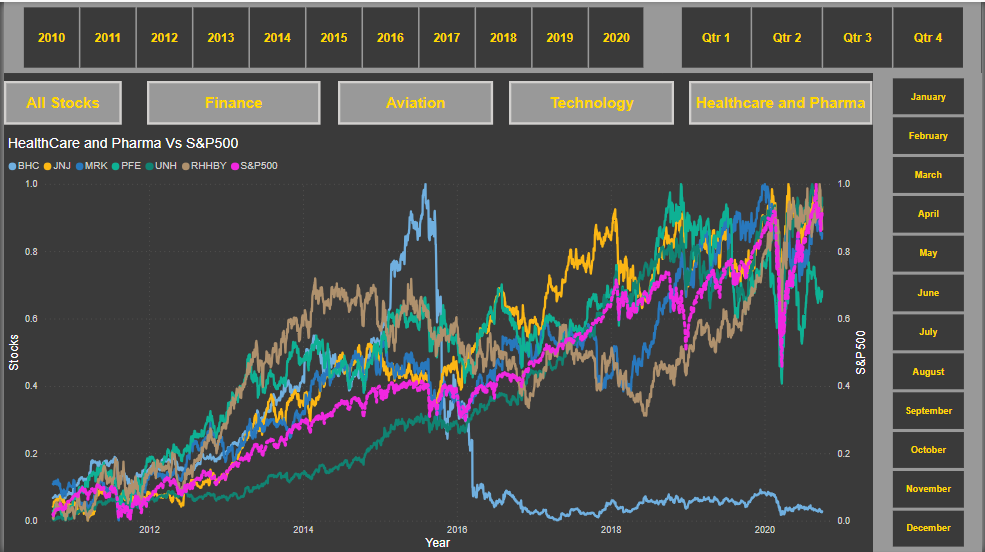 2010 2011 2012 2013 2014 2015 2016 2017 2018 2019 2020 Qtr 1 Qtr 2 Qtr 3 Qtr 4
All Stocks Finance Aviation Technology Healthcare and Pharma
HealthCare and Pharma Vs S&P500
BHC JNJ MRK PFE UNH RHHBY S&P500
1.0 1.0
0.8 0.8
0.6 0.6
0.4 0.4
0.2 0.2
0.0 0.0
Stocks
S&P 500
2012 2014 2016 2018 2020
Year
January
February
March
April
May
June
July
August
September
October
November
December